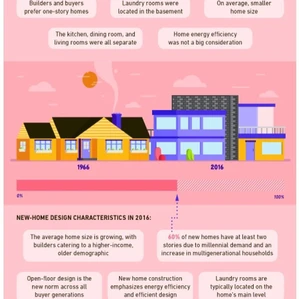 Builders and buyers
prefer one-story homes
Laundry rooms were
located in the basement
On average, smaller
home size
The kitchen, dining room, and
living rooms were all separate
Home energy efficiency
was not a big consideration
1966
2016
0%
100%
NEW-HOME DESIGN CHARACTERISTICS IN 2016:
The average home size is growing, with
builders catering to a higher-income,
older demographic
60% of new homes have at least two
stories due to millennial demand and an
increase in multigenerational households
Open-floor design is the
new norm across all
buyer generations
New home construction
emphasizes energy efficiency
and efficient design
Laundry rooms are
typically located on the
home's main level